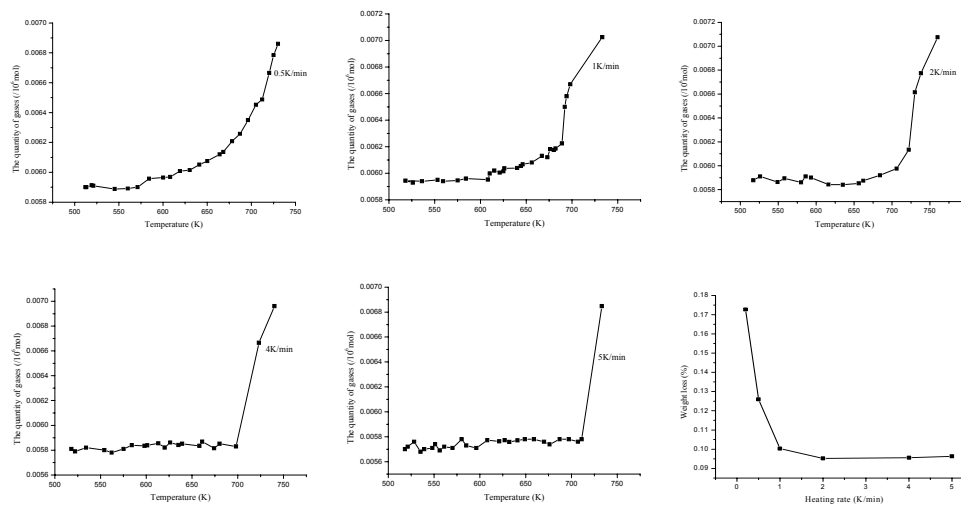 0.0070
0.0068
0.0066
0.0064
0.0062
0.0060
0.0058
The quantity of gases (/10⁶mol)
0.5K/min
500 550 600 650 700 750
Temperature (K)
0.0072
0.0070
0.0068
0.0066
0.0064
0.0062
0.0060
0.0058
The quantity of gases (/10⁶mol)
1K/min
500 550 600 650 700 750
Temperature (K)
0.0072
0.0070
0.0068
0.0066
0.0064
0.0062
0.0060
0.0058
The quantity of gases (/10⁶mol)
2K/min
500 550 600 650 700 750
Temperature (K)
0.0070
0.0068
0.0066
0.0064
0.0062
0.0060
0.0058
0.0056
The quantity of gases (/10⁶mol)
4K/min
500 550 600 650 700 750
Temperature (K)
0.0070
0.0068
0.0066
0.0064
0.0062
0.0060
0.0058
0.0056
The quantity of gases (/10⁶mol)
5K/min
500 550 600 650 700 750
Temperature (K)
0.18
0.17
0.16
0.15
0.14
0.13
0.12
0.11
0.10
0.09
Weight loss (%)
0 1 2 3 4 5
Heating rate (K/min)